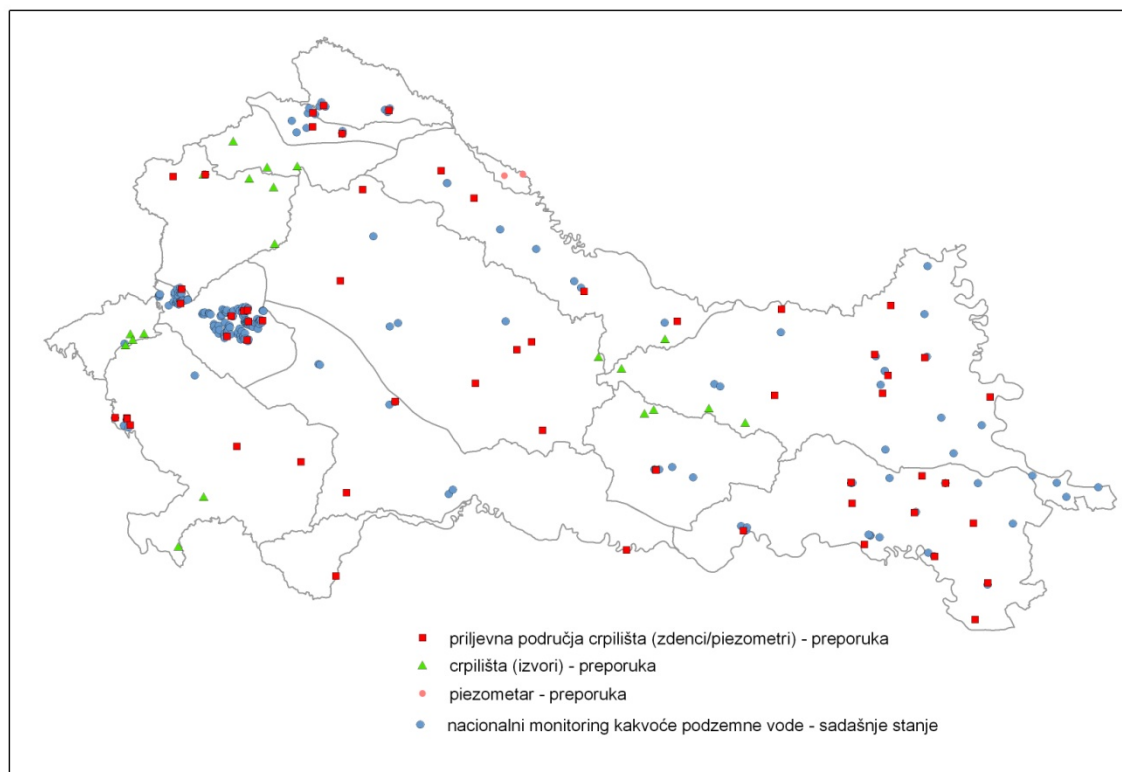 priljevna područja crpilišta (zdenci/piezometri) - preporuka
crpilišta (izvori) - preporuka
piezometar - preporuka
nacionalni monitoring kakvoće podzemne vode - sadašnje stanje